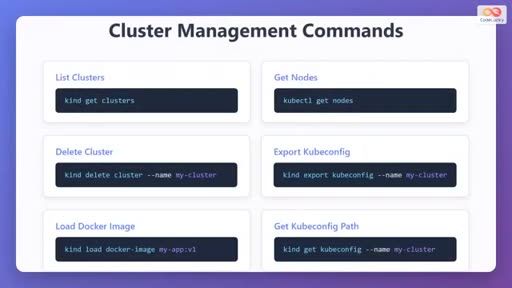 CodeLucky
Cluster Management Commands
List Clusters
kind get clusters
Get Nodes
kubectl get nodes
Delete Cluster
kind delete cluster --name my-cluster
Export Kubeconfig
kind export kubeconfig --name my-cluster
Load Docker Image
kind load docker-image my-app:v1
Get Kubeconfig Path
kind get kubeconfig --name my-cluster